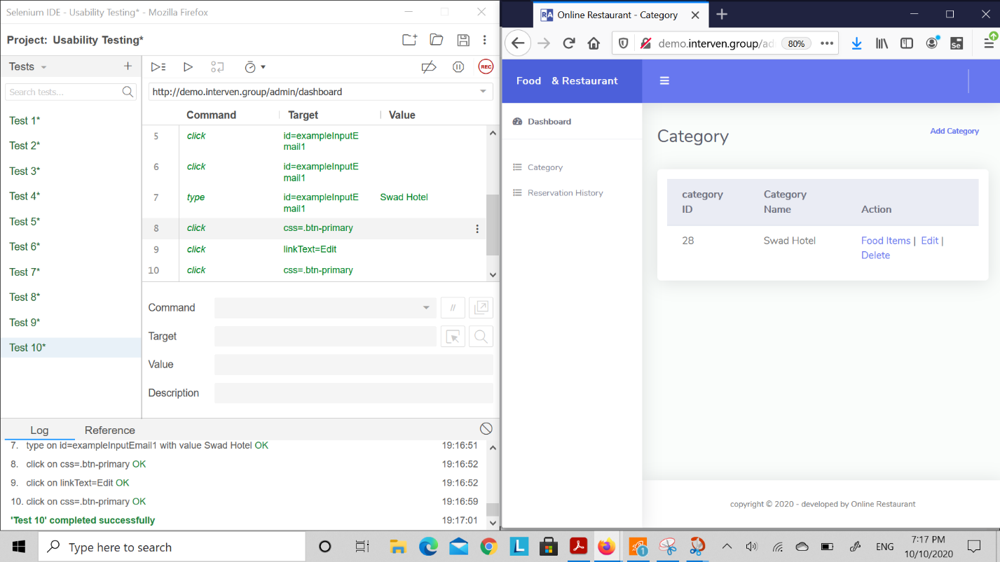 Selenium IDE - Usability Testing* - Mozilla Firefox
Project: Usability Testing*
Tests
Search tests...
Test 1*
Test 2*
Test 3*
Test 4*
Test 5*
Test 6*
Test 7*
Test 8*
Test 9*
Test 10*
REC
http://demo.interven.group/admin/dashboard
Command Target Value
5 click id=exampleInputE
mail1
6 click id=exampleInputE
mail1
7 type id=exampleInputE Swad Hotel
mail1
8 click css=.btn-primary
9 click linkText=Edit
10 click css=.btn-primary
Command
//
Target
Value
Description
Log Reference
7. type on id=exampleInputEmail1 with value Swad Hotel OK 19:16:51
8. click on css=.btn-primary OK 19:16:52
9. click on linkText=Edit OK 19:16:52
10. click on css=.btn-primary OK 19:16:59
'Test 10' completed successfully 19:17:01
RA Online Restaurant - Category
demo.interven.group/ad 80%
Se
Food & Restaurant
Dashboard
Category
Reservation History
Category
Add Category
category Category
ID Name Action
28 Swad Hotel Food Items | Edit |
Delete
copyright © 2020 - developed by Online Restaurant
Type here to search
L
1
ENG
7:17 PM
10/10/2020